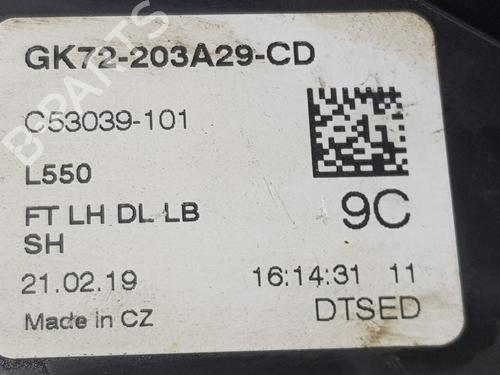 GK72-203A29-CD
C53039-101
L550
FT LH DL LB
SH
9C
21.02.19 16:14:31 11
Made in CZ DTSED
B-PARTS